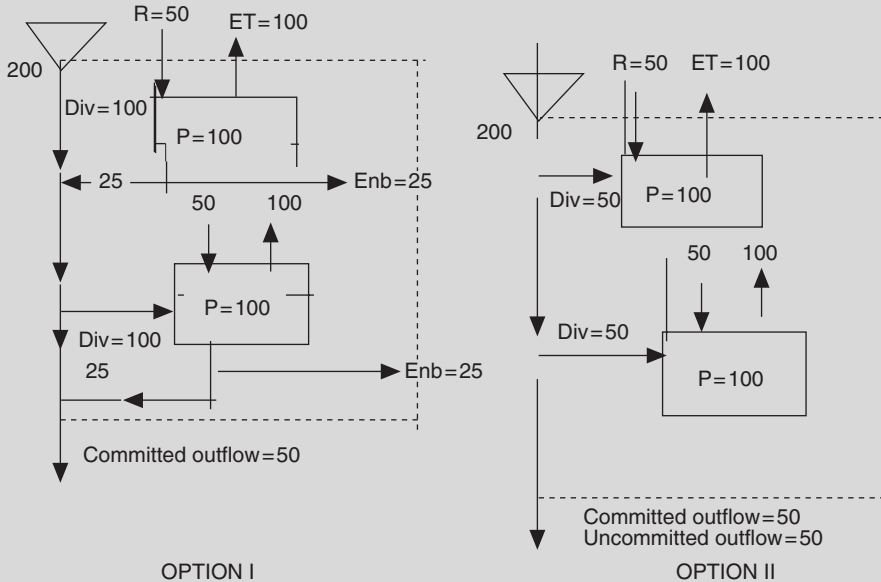 R=50
ET=100
200
Div=100
P=100
25
Enb=25
50
100
P=100
Div=100
25
Enb=25
Committed outflow=50
OPTION I
R=50
ET=100
200
Div=50
P=100
50
100
Div=50
P=100
Committed outflow=50
Uncommitted outflow=50
OPTION II